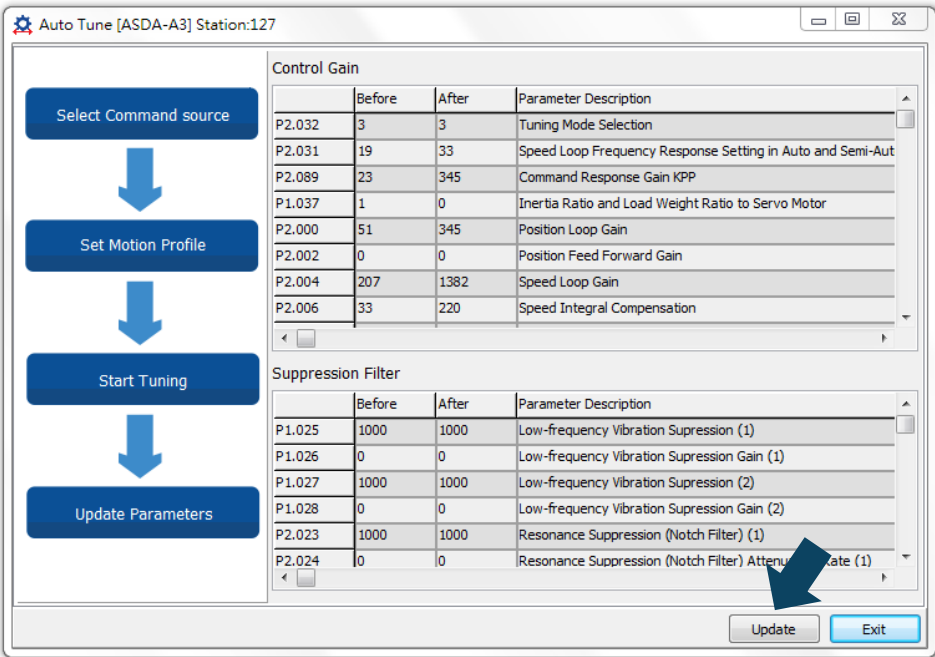 Auto Tune [ASDA-A3] Station:127
Select Command source
Set Motion Profile
Start Tuning
Update Parameters
Control Gain
Before After Parameter Description
P2.032 3 3 Tuning Mode Selection
P2.031 19 33 Speed Loop Frequency Response Setting in Auto and Semi-Aut
P2.089 23 345 Command Response Gain KPP
P1.037 1 0 Inertia Ratio and Load Weight Ratio to Servo Motor
P2.000 51 345 Position Loop Gain
P2.002 0 0 Position Feed Forward Gain
P2.004 207 1382 Speed Loop Gain
P2.006 33 220 Speed Integral Compensation
Suppression Filter
Before After Parameter Description
P1.025 1000 1000 Low-frequency Vibration Supression (1)
P1.026 0 0 Low-frequency Vibration Supression Gain (1)
P1.027 1000 1000 Low-frequency Vibration Supression (2)
P1.028 0 0 Low-frequency Vibration Supression Gain (2)
P2.023 1000 1000 Resonance Suppression (Notch Filter) (1)
P2.024 0 0 Resonance Suppression (Notch Filter) (1)
Update Exit